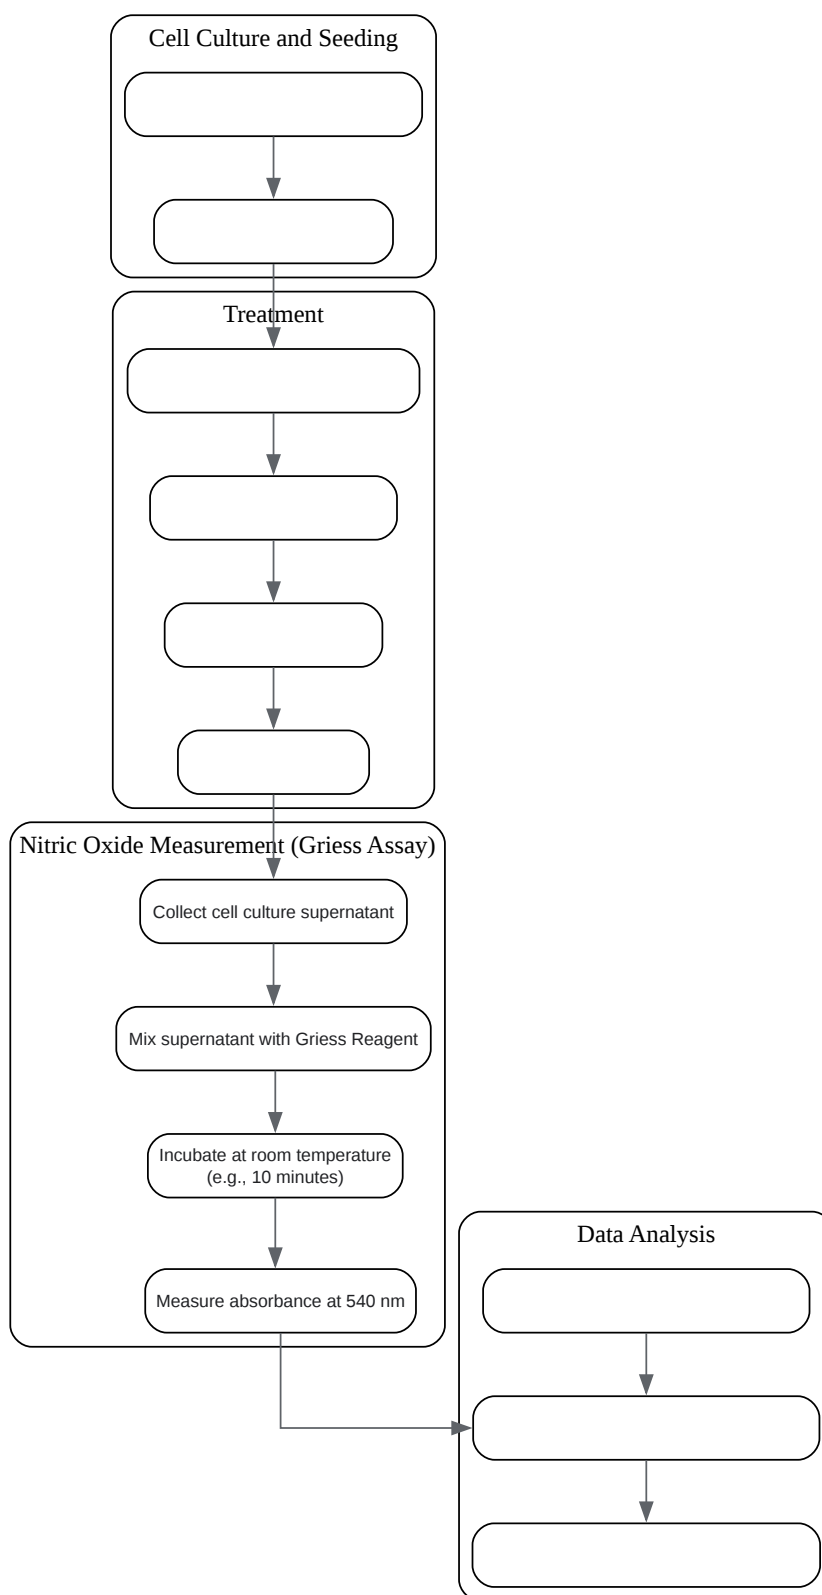 Cell Culture and Seeding
Treatment
Nitric Oxide Measurement (Griess Assay)
Collect cell culture supernatant
Mix supernatant with Griess Reagent
Incubate at room temperature
(e.g., 10 minutes)
Measure absorbance at 540 nm
Data Analysis